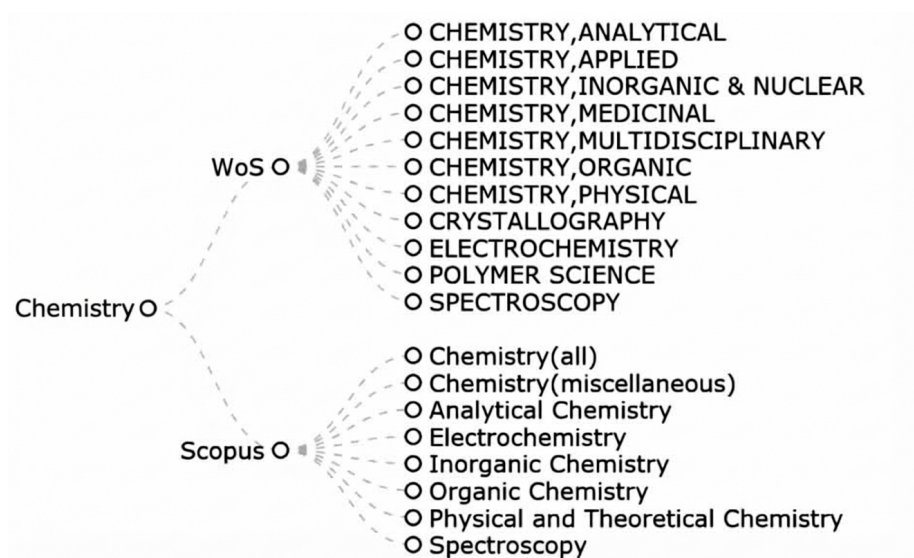 CHEMISTRY,ANALYTICAL
CHEMISTRY,APPLIED
CHEMISTRY,INORGANIC & NUCLEAR
CHEMISTRY,MEDICINAL
CHEMISTRY,MULTIDISCIPLINARY
WoS
CHEMISTRY,ORGANIC
CHEMISTRY,PHYSICAL
CRYSTALLOGRAPHY
ELECTROCHEMISTRY
POLYMER SCIENCE
SPECTROSCOPY
Chemistry
Chemistry(all)
Chemistry(miscellaneous)
Analytical Chemistry
Electrochemistry
Scopus
Inorganic Chemistry
Organic Chemistry
Physical and Theoretical Chemistry
Spectroscopy